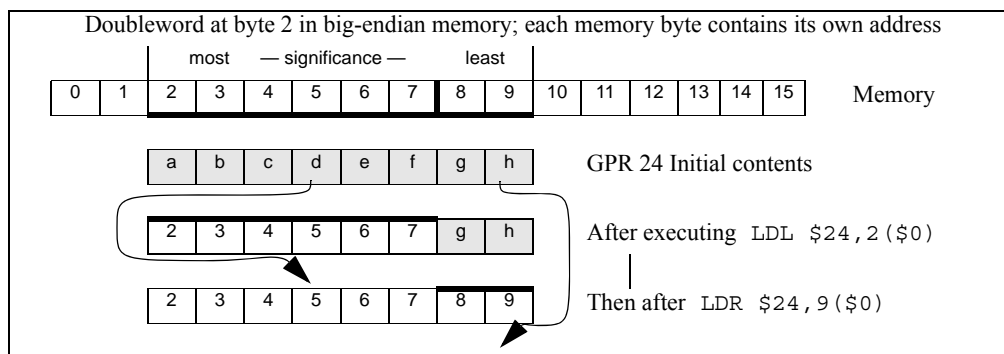 Doubleword at byte 2 in big-endian memory; each memory byte contains its own address
most — significance — least
0 1 2 3 4 5 6 7 8 9 10 11 12 13 14 15 Memory
a b c d e f g h GPR 24 Initial contents
2 3 4 5 6 7 g h After executing LDL $24,2($0)
2 3 4 5 6 7 8 9 Then after LDR $24,9($0)